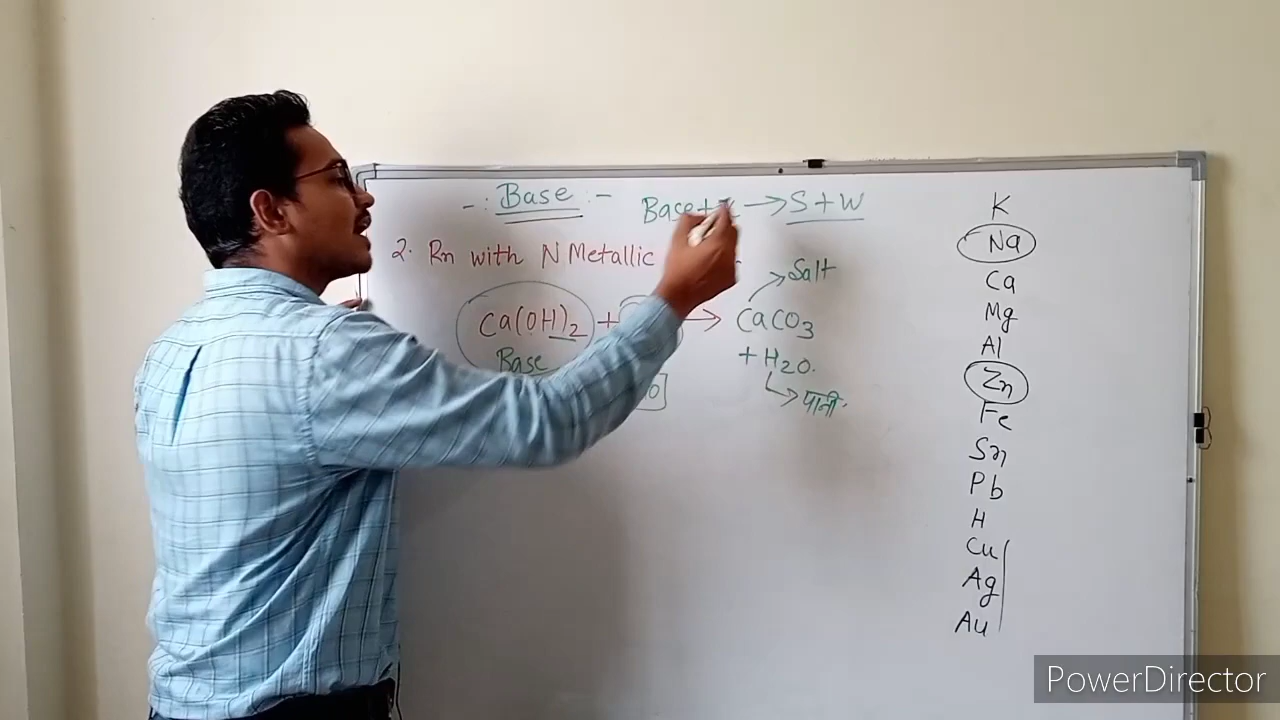 -: Base :-
Base + → S + W
2. Rn with N Metallic
Ca(OH)2 + → CaCO3
Salt
Base
+ H2O.
पानी.
K
Na
Ca
Mg
Al
Zn
Fe
Sn
Pb
H
Cu
Ag
Au
PowerDirector